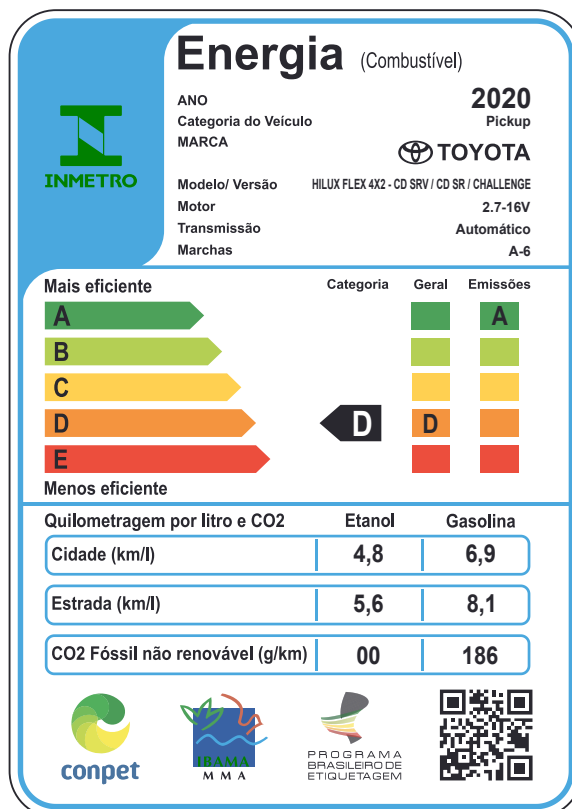 Energia (Combustível)
ANO 2020
Categoria do Veículo Pickup
MARCA TOYOTA
INMETRO
Modelo/ Versão HILUX FLEX 4X2 - CD SRV / CD SR / CHALLENGE
Motor 2.7-16V
Transmissão Automático
Marchas A-6
Mais eficiente Categoria Geral Emissões
A A
B
C
D D D
E
Menos eficiente
Quilometragem por litro e CO2 Etanol Gasolina
Cidade (km/l) 4,8 6,9
Estrada (km/l) 5,6 8,1
CO2 Fóssil não renovável (g/km) 00 186
conpet
IBAMA
MMA
PROGRAMA
BRASILEIRO DE
ETIQUETAGEM